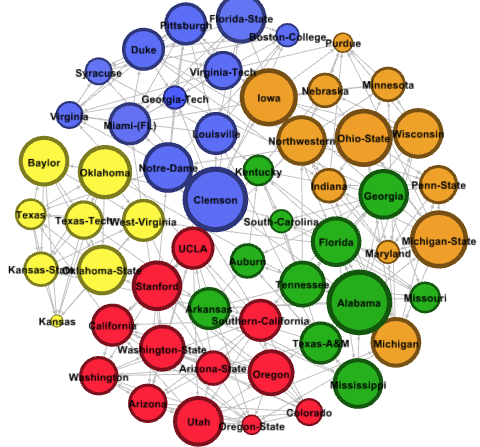 Florida-State
Pittsburgh
Boston-College
Purdue
Duke
Syracuse
Virginia-Tech
Minnesota
Nebraska
Georgia-Tech
Iowa
Virginia
Miami-(FL)
Louisville
Northwestern
Ohio-State
Wisconsin
Baylor
Oklahoma
Notre-Dame
Kentucky
Indiana
Penn-State
Georgia
Clemson
Texas
Texas-Tech
West-Virginia
South-Carolina
UCLA
Florida
Michigan-State
Maryland
Auburn
Kansas-State
Oklahoma-State
Stanford
Tennessee
Missouri
Alabama
Arkansas
Kansas
California
Southern-California
Washington-State
Texas-A&M
Michigan
Arizona-State
Washington
Oregon
Mississippi
Arizona
Colorado
Utah
Oregon-State